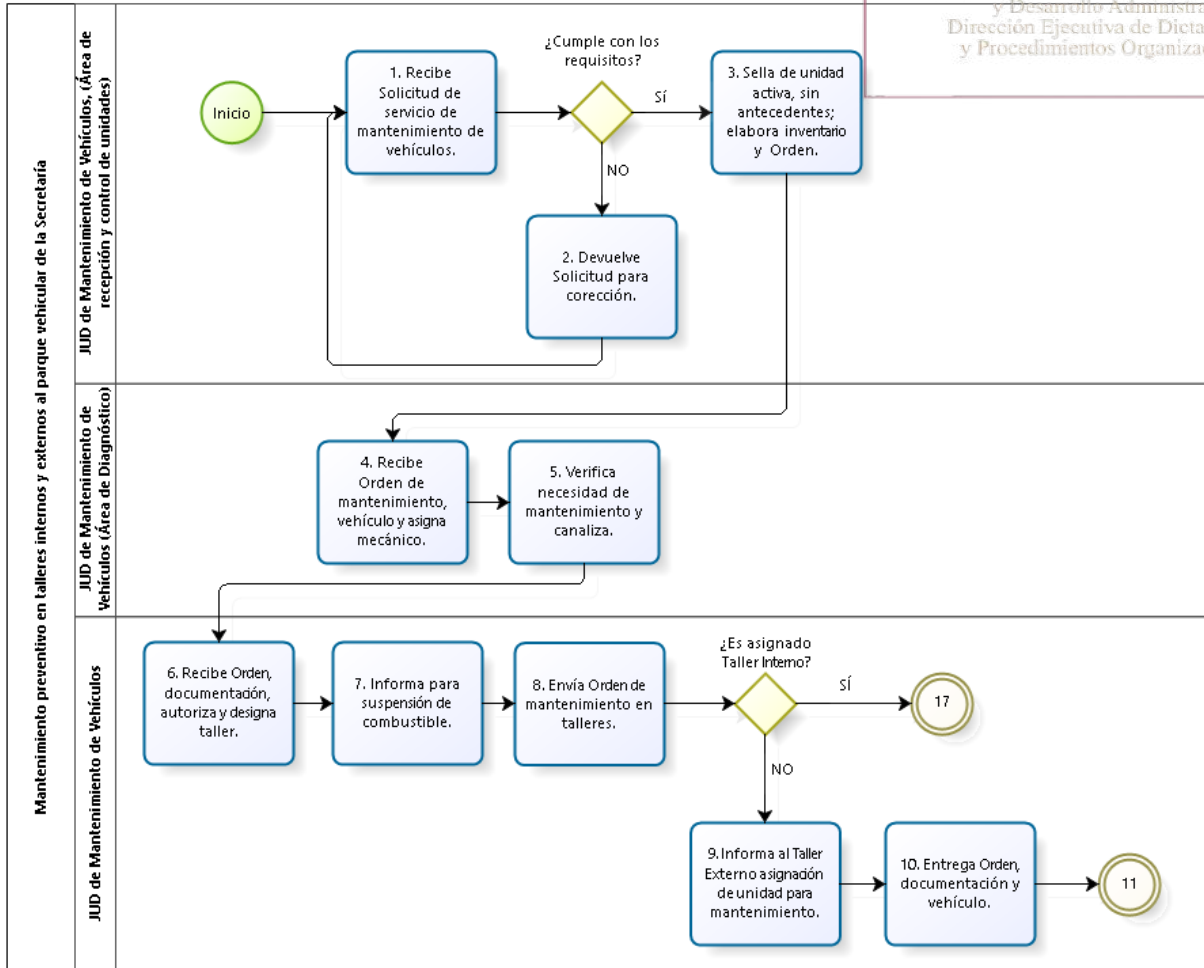 y Desarrollo Administra
Dirección Ejecutiva de Dicta
y Procedimientos Organiza
Mantenimiento preventivo en talleres internos y externos al parque vehicular de la Secretaría
JUD de Mantenimiento de Vehículos, (Área de
recepción y control de unidades)
Inicio
1. Recibe
Solicitud de
servicio de
mantenimiento de
vehículos.
¿Cumple con los
requisitos?
SÍ
NO
3. Sella de unidad
activa, sin
antecedentes;
elabora inventario
y Orden.
2. Devuelve
Solicitud para
corección.
JUD de Mantenimiento de
Vehículos (Área de Diagnóstico)
4. Recibe
Orden de
mantenimiento,
vehículo y asigna
mecánico.
5. Verifica
necesidad de
mantenimiento y
canaliza.
JUD de Mantenimiento de Vehículos
6. Recibe Orden,
documentación,
autoriza y designa
taller.
7. Informa para
suspensión de
combustible.
8. Envía Orden de
mantenimiento en
talleres.
¿Es asignado
Taller Interno?
SÍ
17
NO
9. Informa al Taller
Externo asignación
de unidad para
mantenimiento.
10. Entrega Orden,
documentación y
vehículo.
11